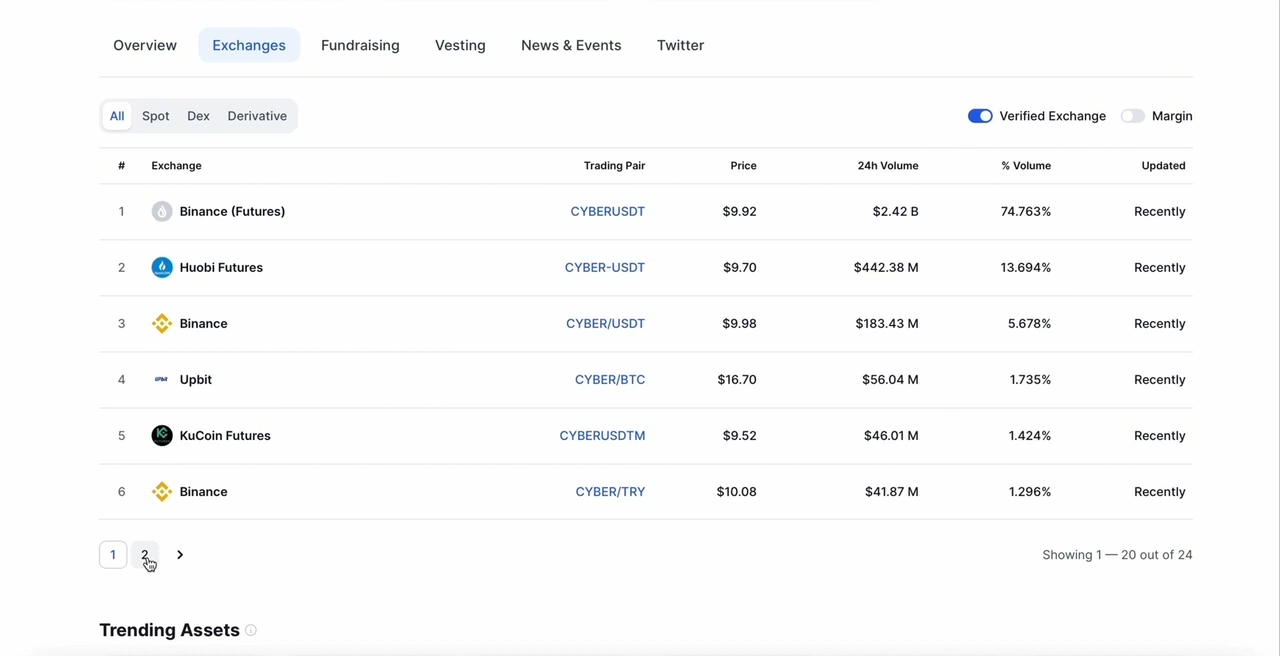 Overview Exchanges Fundraising Vesting News & Events Twitter
All Spot Dex Derivative Verified Exchange Margin
# Exchange Trading Pair Price 24h Volume % Volume Updated
1 Binance (Futures) CYBERUSDT $9.92 $2.42 B 74.763% Recently
2 Huobi Futures CYBER-USDT $9.70 $442.38 M 13.694% Recently
3 Binance CYBER/USDT $9.98 $183.43 M 5.678% Recently
4 Upbit CYBER/BTC $16.70 $56.04 M 1.735% Recently
5 KuCoin Futures CYBERUSDTM $9.52 $46.01 M 1.424% Recently
6 Binance CYBER/TRY $10.08 $41.87 M 1.296% Recently
1 2 Showing 1 — 20 out of 24
Trending Assets